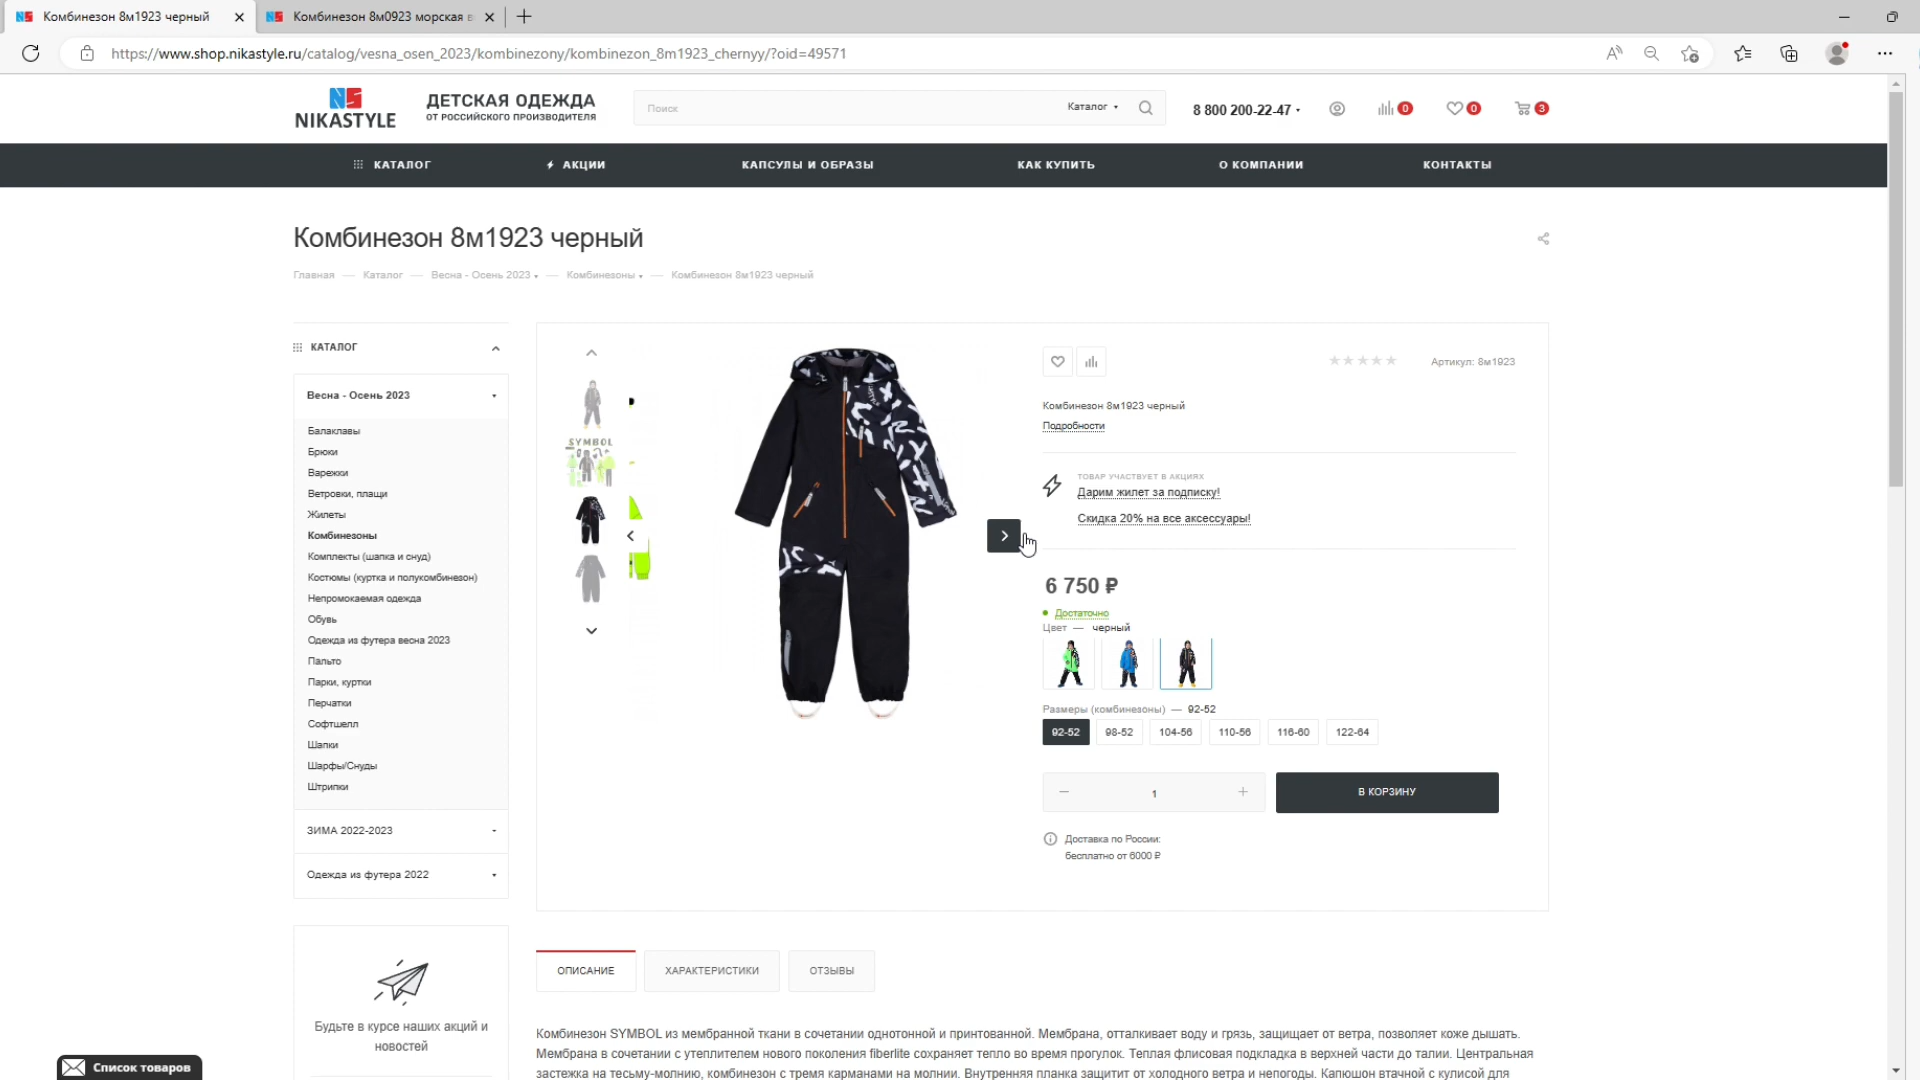 Комбинезон 8м1923 черный
Комбинезон 8м0923 морская в
https://www.shop.nikastyle.ru/catalog/vesna_osen_2023/kombinezony/kombinezon_8m1923_chernyy/?oid=49571
NIKASTYLE
ДЕТСКАЯ ОДЕЖДА
ОТ РОССИЙСКОГО ПРОИЗВОДИТЕЛЯ
Поиск
Каталог
8 800 200-22-47
0
0
3
КАТАЛОГ
АКЦИИ
КАПСУЛЫ И ОБРАЗЫ
КАК КУПИТЬ
О КОМПАНИИ
КОНТАКТЫ
Комбинезон 8м1923 черный
Главная — Каталог — Весна - Осень 2023 — Комбинезоны — Комбинезон 8м1923 черный
КАТАЛОГ
Весна - Осень 2023
Балаклавы
Брюки
Варежки
Ветровки, плащи
Жилеты
Комбинезоны
Комплекты (шапка и снуд)
Костюмы (куртка и полукомбинезон)
Непромокаемая одежда
Обувь
Одежда из футера весна 2023
Пальто
Парки, куртки
Перчатки
Софтшелл
Шапки
Шарфы/Снуды
Штрипки
ЗИМА 2022-2023
Одежда из футера 2022
Будьте в курсе наших акций и
новостей
Список товаров
SYMBOL
Артикул: 8м1923
Комбинезон 8м1923 черный
Подробности
ТОВАР УЧАСТВУЕТ В АКЦИЯХ
Дарим жилет за подписку!
Скидка 20% на все аксессуары!
6 750 ₽
Достаточно
Цвет — черный
Размеры (комбинезоны) — 92-52
92-52 98-52 104-56 110-56 116-60 122-64
1
В КОРЗИНУ
Доставка по России:
бесплатно от 6000 ₽
ОПИСАНИЕ
ХАРАКТЕРИСТИКИ
ОТЗЫВЫ
Комбинезон SYMBOL из мембранной ткани в сочетании однотонной и принтованной. Мембрана, отталкивает воду и грязь, защищает от ветра, позволяет коже дышать.
Мембрана в сочетании с утеплителем нового поколения fiberlite сохраняет тепло во время прогулок. Теплая флисовая подкладка в верхней части до талии. Центральная
застежка на тесьму-молнию, комбинезон с тремя карманами на молнии. Внутренняя планка защитит от холодного ветра и непогоды. Капюшон втачной с кулисой для